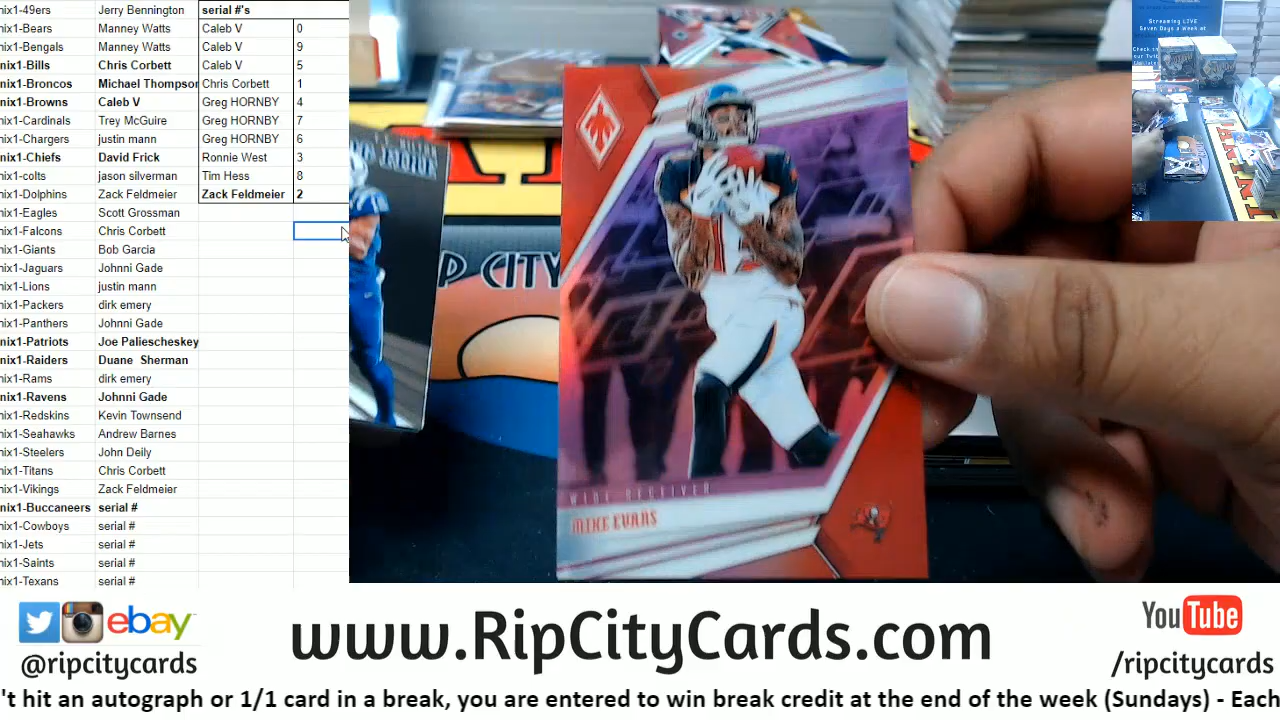 nix1-49ers Jerry Bennington serial #'s
nix1-Bears Manney Watts Caleb V 0
nix1-Bengals Manney Watts Caleb V 9
nix1-Bills Chris Corbett Caleb V 5
nix1-Broncos Michael Thompson Chris Corbett 1
nix1-Browns Caleb V Greg HORNBY 4
nix1-Cardinals Trey McGuire Greg HORNBY 7
nix1-Chargers justin mann Greg HORNBY 6
nix1-Chiefs David Frick Ronnie West 3
nix1-colts jason silverman Tim Hess 8
nix1-Dolphins Zack Feldmeier Zack Feldmeier 2
nix1-Eagles Scott Grossman
nix1-Falcons Chris Corbett
nix1-Giants Bob Garcia
nix1-Jaguars Johnni Gade
nix1-Lions justin mann
nix1-Packers dirk emery
nix1-Panthers Johnni Gade
nix1-Patriots Joe Paliescheskey
nix1-Raiders Duane Sherman
nix1-Rams dirk emery
nix1-Ravens Johnni Gade
nix1-Redskins Kevin Townsend
nix1-Seahawks Andrew Barnes
nix1-Steelers John Deily
nix1-Titans Chris Corbett
nix1-Vikings Zack Feldmeier
nix1-Buccaneers serial #
nix1-Cowboys serial #
nix1-Jets serial #
nix1-Saints serial #
nix1-Texans serial #
P CITY
WIDE RECEIVER
MIKE EVANS
Streaming LIVE
Seven Days a Week at
ebay
@ripcitycards
www.RipCityCards.com
YouTube
/ripcitycards
't hit an autograph or 1/1 card in a break, you are entered to win break credit at the end of the week (Sundays) - Each